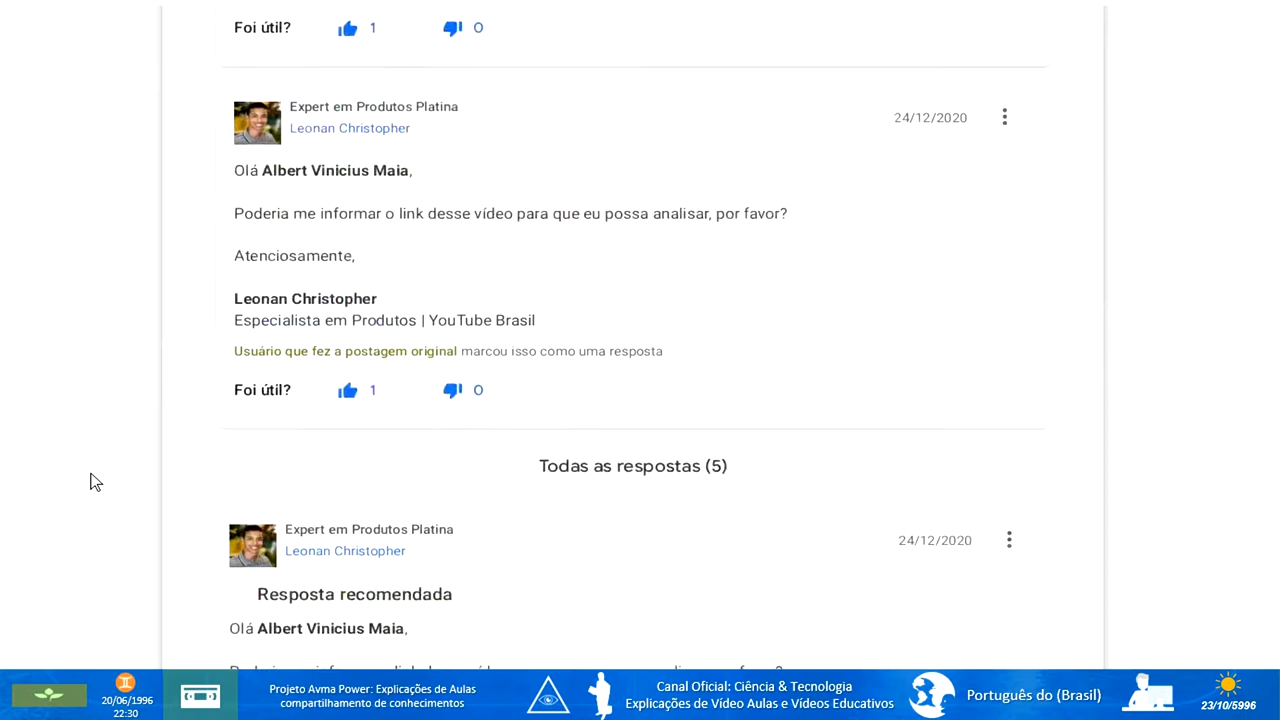 Foi útil? 1 0
Expert em Produtos Platina
Leonan Christopher
24/12/2020
Olá Albert Vinicius Maia,
Poderia me informar o link desse vídeo para que eu possa analisar, por favor?
Atenciosamente,
Leonan Christopher
Especialista em Produtos | YouTube Brasil
Usuário que fez a postagem original marcou isso como uma resposta
Foi útil? 1 0
Todas as respostas (5)
Expert em Produtos Platina
Leonan Christopher
24/12/2020
Resposta recomendada
Olá Albert Vinicius Maia,
20/06/1996
22:30
Projeto Avma Power: Explicações de Aulas
compartilhamento de conhecimentos
Canal Oficial: Ciência & Tecnologia
Explicações de Vídeo Aulas e Vídeos Educativos
Português do (Brasil)
23/10/5996